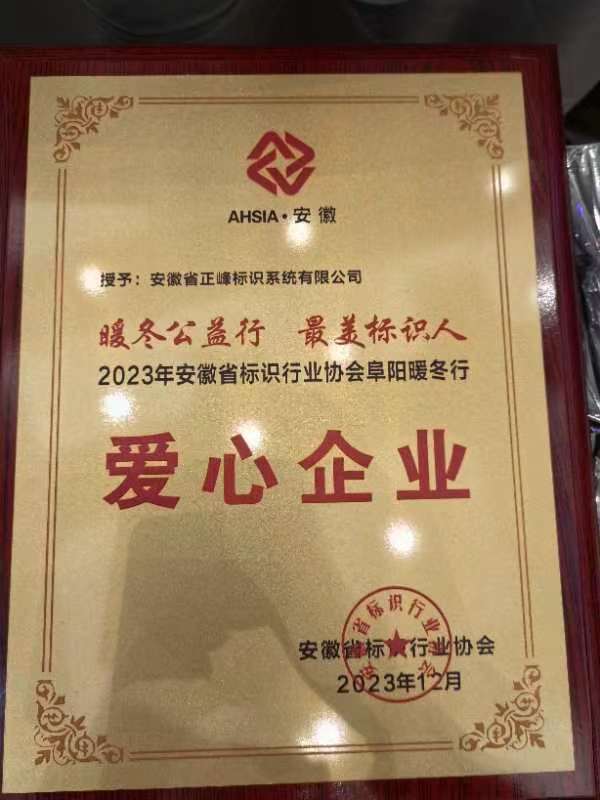 AHSIA·安徽
授予：安徽省正峰标识系统有限公司
暖冬公益行 最美标识人
2023年安徽省标识行业协会阜阳暖冬行
爱心企业
安徽省标识行业协会
2023年12月